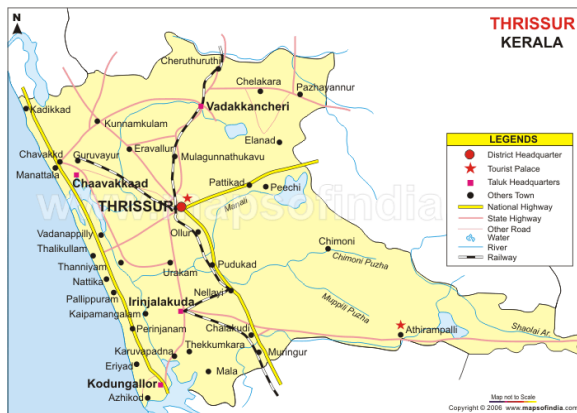 N
THRISSUR
KERALA
Cheruthuruthi
Chelakara
Pazhayannur
Kadikkad
Vadakkancheri
Kunnamkulam
Elanad
Eravallur
Mulagunnathukavu
Chavakkd
Guruvayur
Manattala
Chaavakkaad
Pattikad
Peechi
THRISSUR
Manali
www.mapsofindia
Vadanappilly
Ollur
Thalikullam
Chimoni
Chimoni Puzha
Thanniyam
Urakam
Pudukad
Nattika
Nellayi
Pallippuram
Irinjalakuda
Muppili Puzha
Kaipamangalam
Perinjanam
Chalakudi
Athirampalli
Shaolai Ar.
Thekkumkara
Karuvapadna
Muringur
Eriyad
Mala
Kodungallor
Azhikod
LEGENDS
District Headquarter
Tourist Palace
Taluk Headquarters
Others Town
National Highway
State Highway
Other Road
Water
River
Railway
Map not to Scale
Copyright © 2006 www.mapsofindia.com